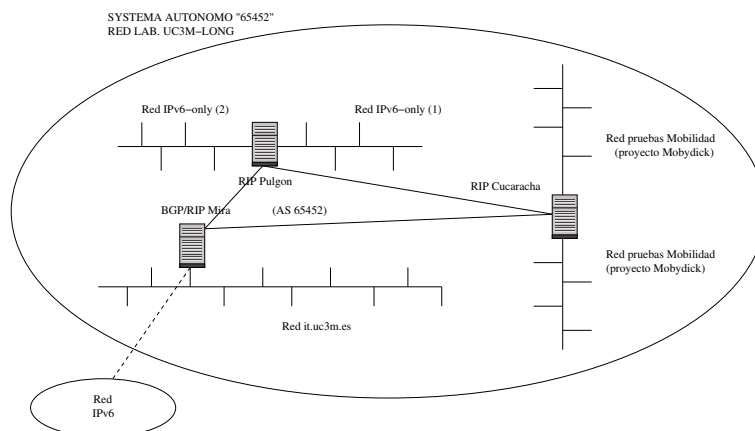 SYSTEMA AUTONOMO "65452"
RED LAB. UC3M−LONG
Red IPv6−only (2)
Red IPv6−only (1)
Red pruebas Mobilidad
(proyecto Mobydick)
RIP Pulgon
RIP Cucaracha
BGP/RIP Mira
(AS 65452)
Red pruebas Mobilidad
(proyecto Mobydick)
Red it.uc3m.es
Red
IPv6